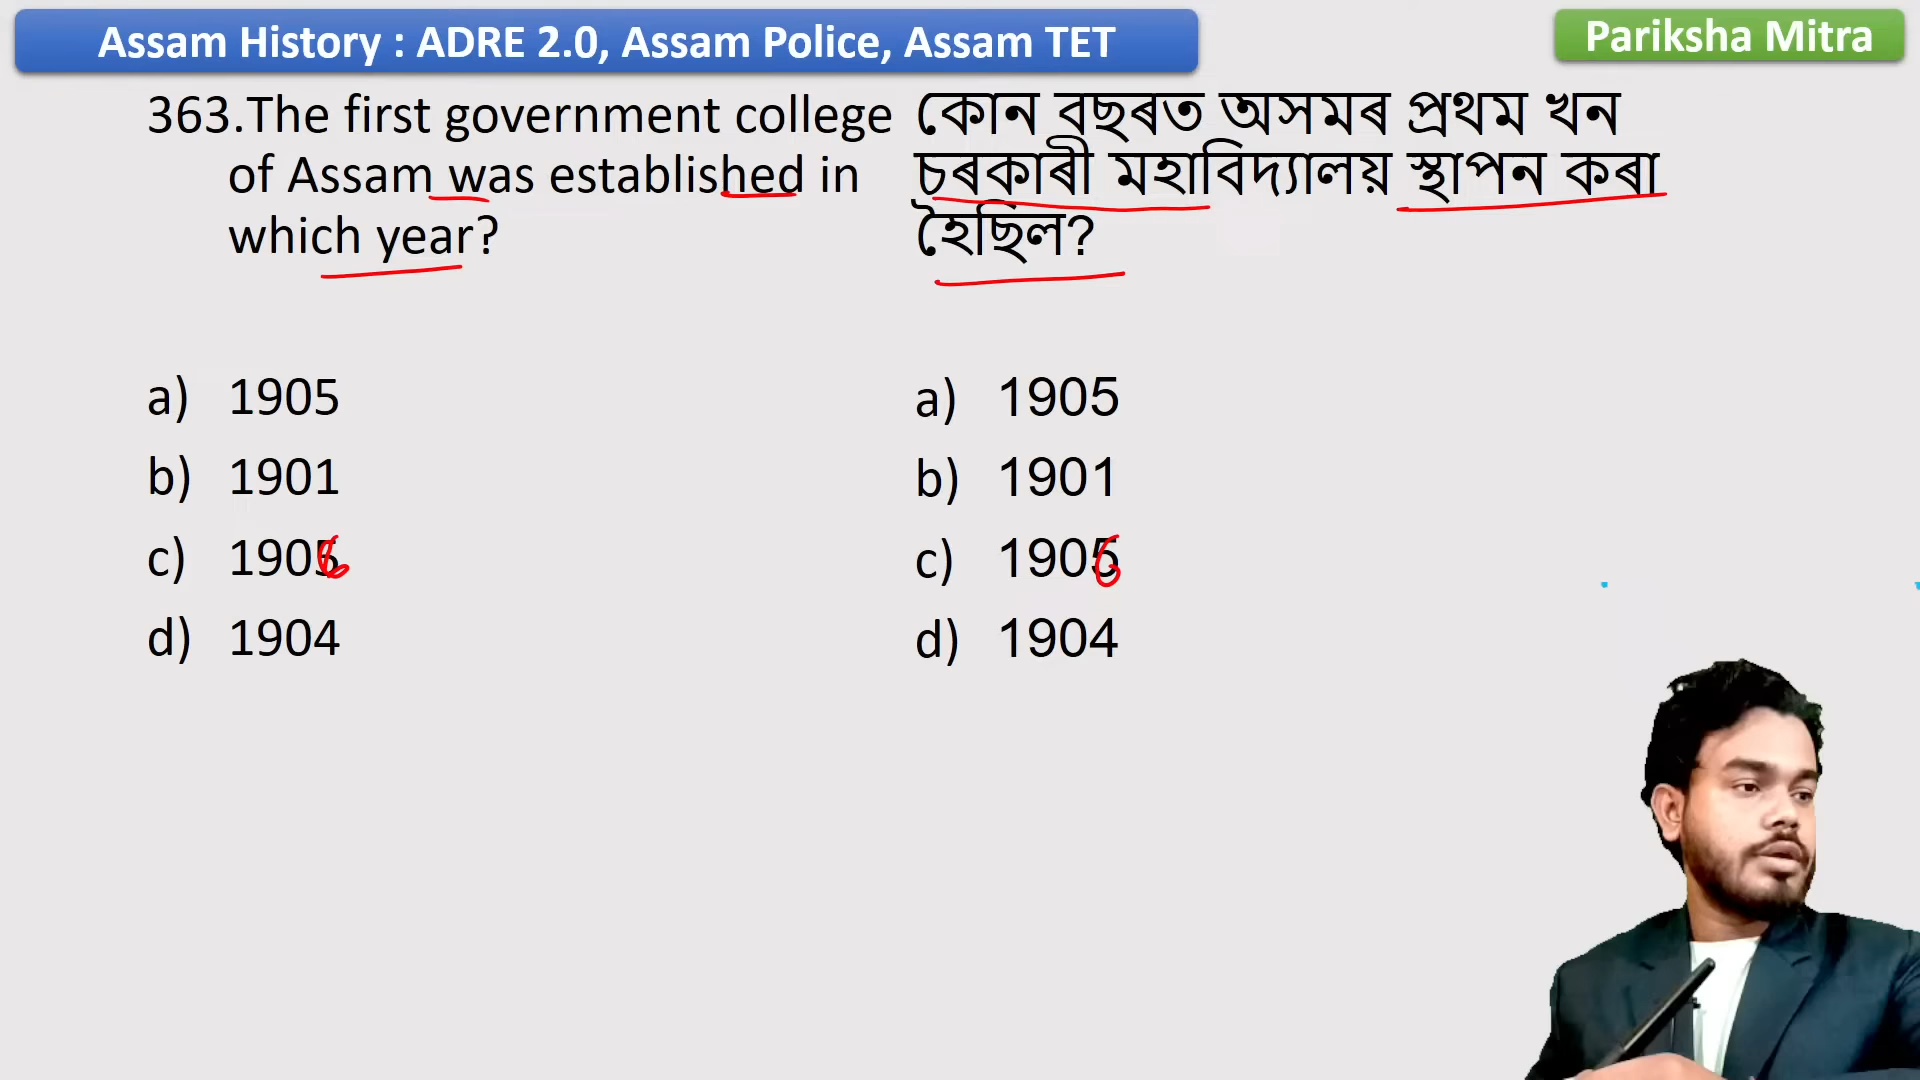 Assam History : ADRE 2.0, Assam Police, Assam TET
Pariksha Mitra
363.The first government college
of Assam was established in
which year?
a) 1905
b) 1901
c) 1906
d) 1904
কোন বছৰত অসমৰ প্ৰথম খন
চৰকাৰী মহাবিদ্যালয় স্থাপন কৰা
হৈছিল?
a) 1905
b) 1901
c) 1906
d) 1904